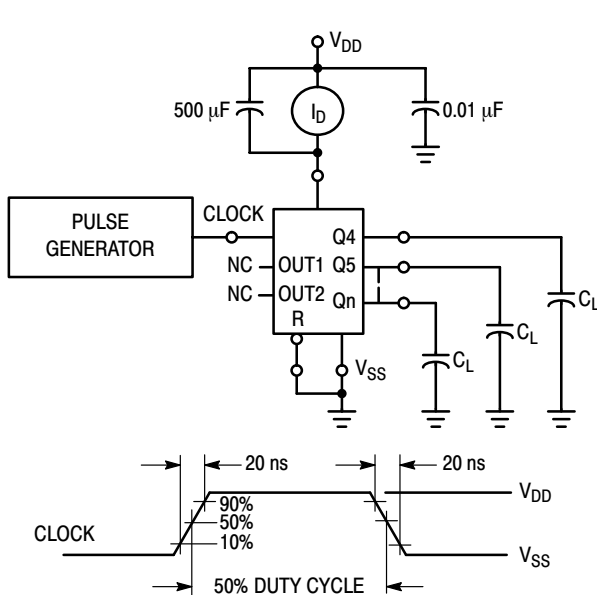 V_DD
500 μF
I_D
0.01 μF
PULSE
GENERATOR
CLOCK
Q4
NC
OUT1
Q5
NC
OUT2
Qn
R
C_L
C_L
C_L
V_SS
20 ns
20 ns
90%
50%
10%
V_DD
CLOCK
V_SS
50% DUTY CYCLE